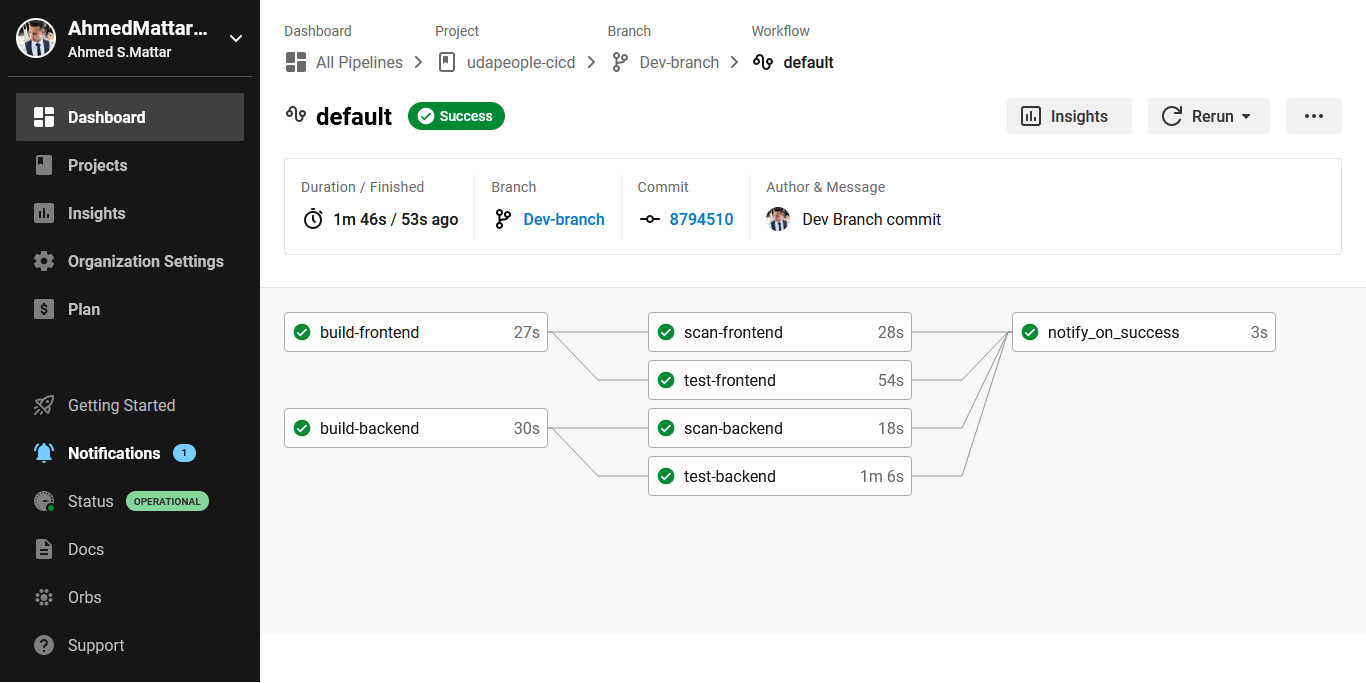 AhmedMattar...
Ahmed S.Mattar
Dashboard
Projects
Insights
Organization Settings
Plan
Getting Started
Notifications 1
Status OPERATIONAL
Docs
Orbs
Support
Dashboard Project Branch Workflow
All Pipelines udapeople-cicd Dev-branch default
default Success Insights Rerun ...
Duration / Finished Branch Commit Author & Message
1m 46s / 53s ago Dev-branch 8794510 Dev Branch commit
build-frontend 27s scan-frontend 28s notify_on_success 3s
test-frontend 54s
build-backend 30s scan-backend 18s
test-backend 1m 6s